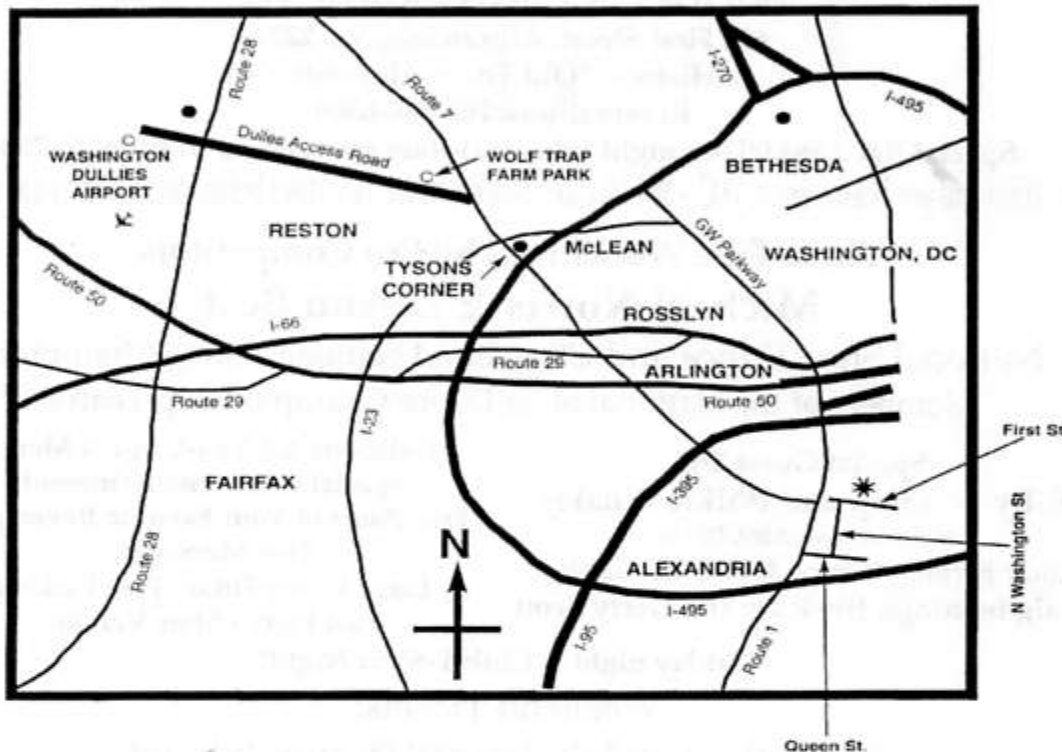 Route 28
I-270
I-495
Route 7
Dulles Access Road
WASHINGTON
DULLIES
AIRPORT
WOLF TRAP
FARM PARK
BETHESDA
RESTON
McLEAN
GW Parkway
WASHINGTON, DC
TYSONS
CORNER
Route 50
I-66
ROSSLYN
Route 29
ARLINGTON
Route 29
Route 50
I-23
First St
FAIRFAX
I-395
N Washington St
Route 28
N
ALEXANDRIA
I-495
I-95
Route 1
Queen St.